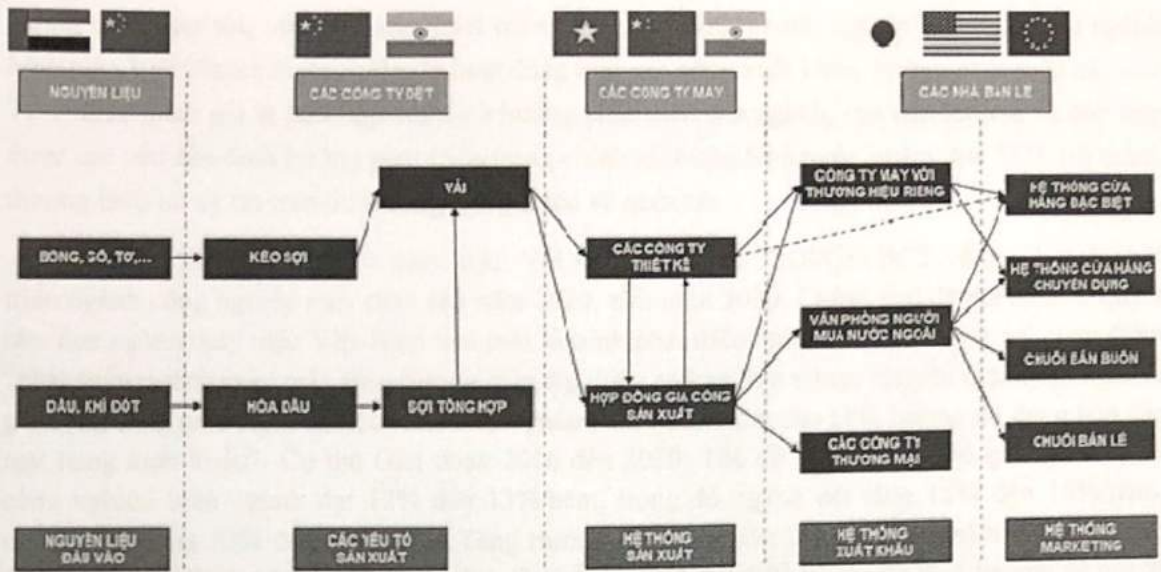 NGUYÊN LIỆU
CÁC CÔNG TY DỆT
CÁC CÔNG TY MAY
CÁC NHÀ BÁN LẺ
VẢI
CÔNG TY MAY VỚI
THƯƠNG HIỆU RIÊNG
HỆ THỐNG CỬA
HÀNG ĐẶC BIỆT
BÔNG, GỖ, TƠ,...
KÉO SỢI
CÁC CÔNG TY
THIẾT KẾ
HỆ THỐNG CỬA HÀNG
CHUYÊN DỤNG
VĂN PHÒNG NGƯỜI
MUA NƯỚC NGOÀI
CHUỖI BÁN BUÔN
DẦU, KHÍ ĐỐT
HÓA DẦU
SỢI TỔNG HỢP
HỢP ĐỒNG GIA CÔNG
SẢN XUẤT
CÁC CÔNG TY
THƯƠNG MẠI
CHUỖI BÁN LẺ
NGUYÊN LIỆU
ĐẦU VÀO
CÁC YẾU TỐ
SẢN XUẤT
HỆ THỐNG
SẢN XUẤT
HỆ THỐNG
XUẤT KHẨU
HỆ THỐNG
MARKETING